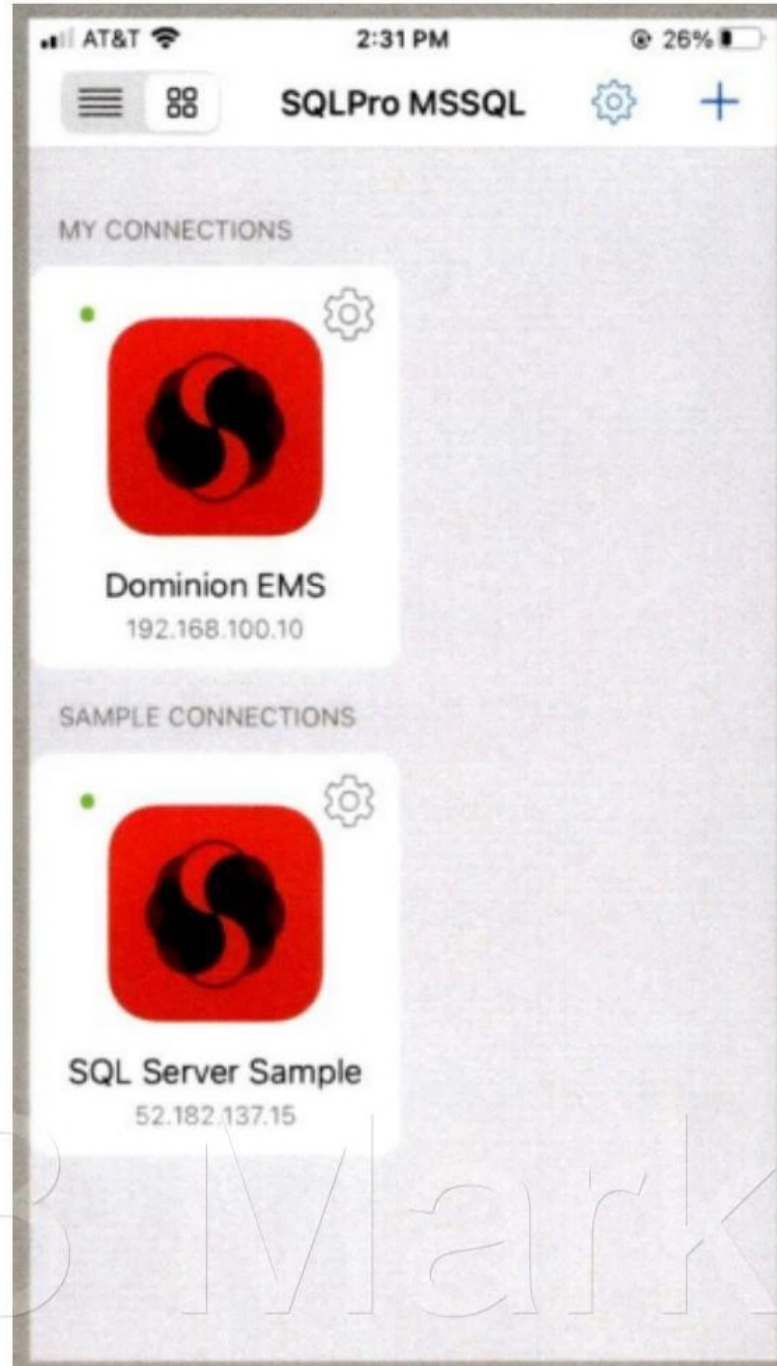 AT&T 2:31 PM 26%
SQLPro MSSQL
MY CONNECTIONS
Dominion EMS
192.168.100.10
SAMPLE CONNECTIONS
SQL Server Sample
52.182.137.15
B Mark